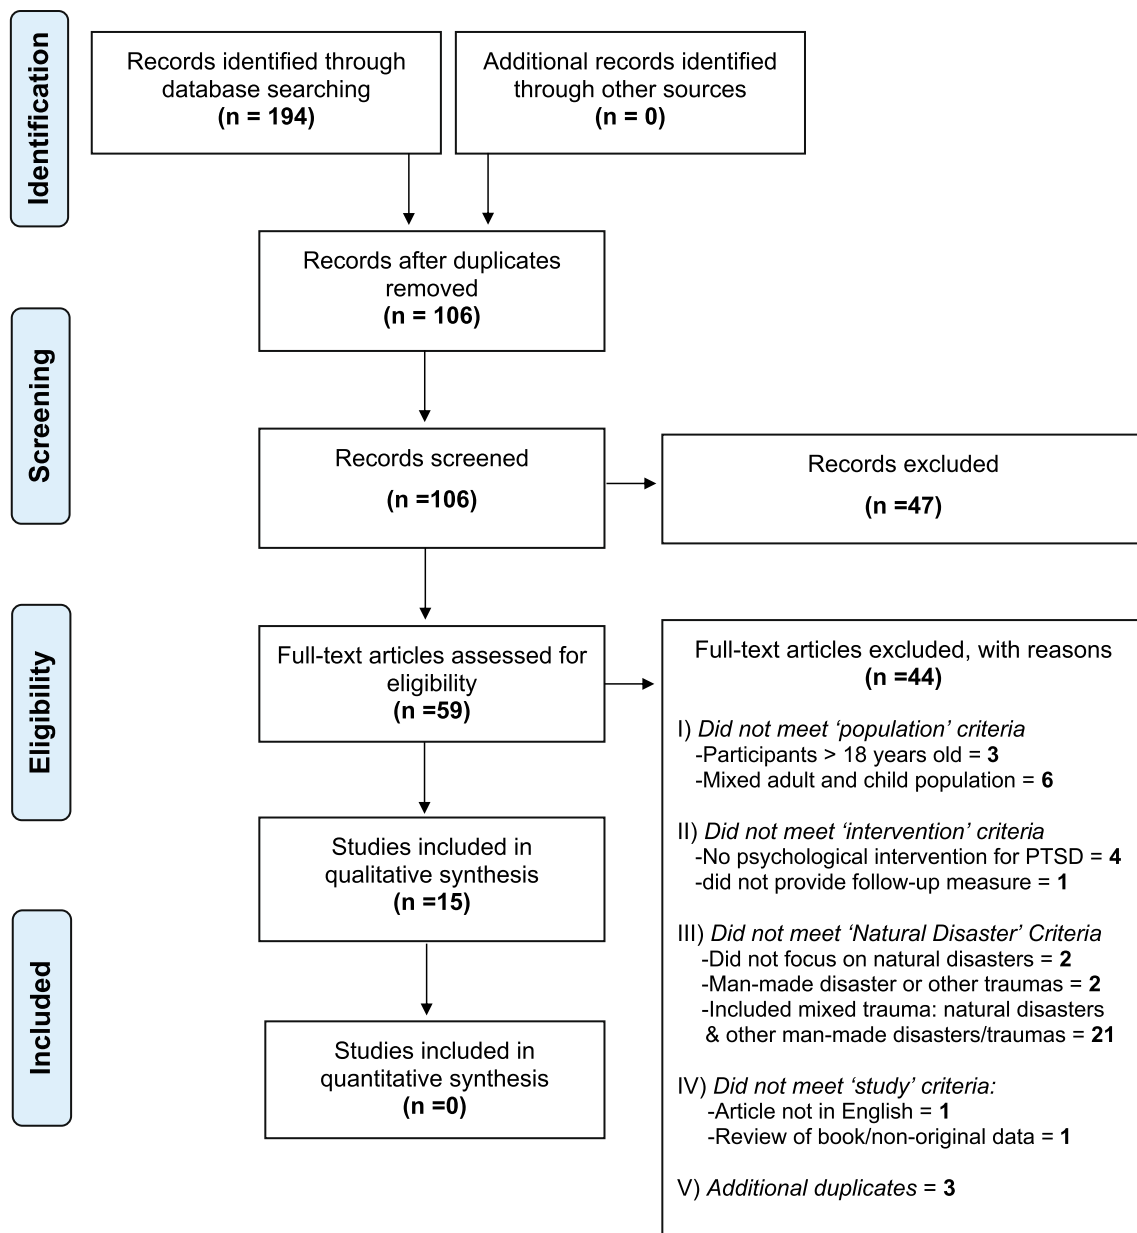 Identification
Records identified through
database searching
(n = 194)
Additional records identified
through other sources
(n = 0)
Records after duplicates
removed
(n = 106)
Screening
Records screened
(n =106)
Records excluded
(n =47)
Eligibility
Full-text articles assessed for
eligibility
(n =59)
Full-text articles excluded, with reasons
(n =44)
I) Did not meet ‘population’ criteria
-Participants > 18 years old = 3
-Mixed adult and child population = 6
II) Did not meet ‘intervention’ criteria
-No psychological intervention for PTSD = 4
-did not provide follow-up measure = 1
III) Did not meet ‘Natural Disaster’ Criteria
-Did not focus on natural disasters = 2
-Man-made disaster or other traumas = 2
-Included mixed trauma: natural disasters
& other man-made disasters/traumas = 21
IV) Did not meet ‘study’ criteria:
-Article not in English = 1
-Review of book/non-original data = 1
V) Additional duplicates = 3
Included
Studies included in
qualitative synthesis
(n =15)
Studies included in
quantitative synthesis
(n =0)